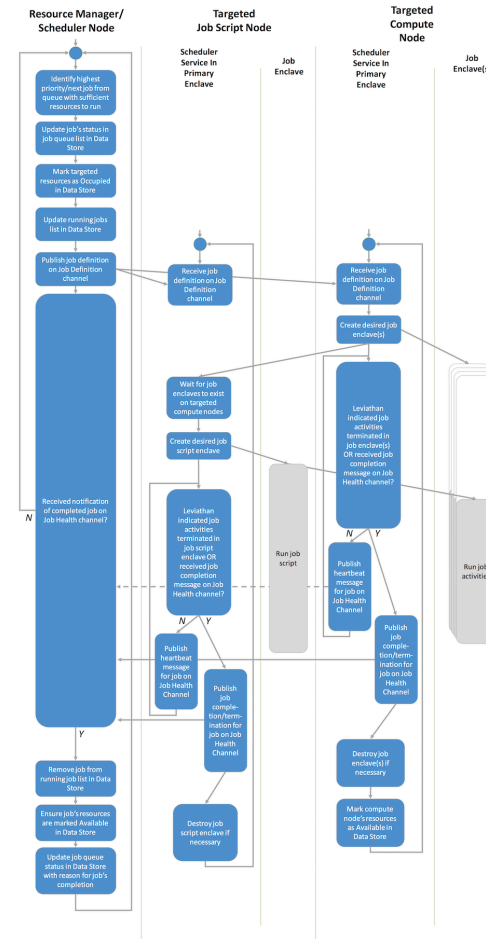 Resource Manager/
Scheduler Node
Targeted
Job Script Node
Targeted
Compute
Node
Scheduler
Service In
Primary
Enclave
Job
Enclave
Scheduler
Service In
Primary
Enclave
Job
Enclave(s
Identify highest
priority/next job from
queue with sufficient
resources to run
Update job's status in
job queue list in Data
Store
Mark targeted
resources as Occupied
in Data Store
Update running jobs
list in Data Store
Publish job definition
on Job Definition
channel
Received notification
of completed job on
Job Health channel?
N
Y
Remove job from
running job list in Data
Store
Ensure job's resources
are marked Available
in Data Store
Update job queue
status in Data Store
with reason for job's
completion
Receive job
definition on Job
Definition
channel
Wait for job
enclaves to exist
on targeted
compute nodes
Create desired job
script enclave
Leviathan
indicated job
activities
terminated in
job script
enclave OR
received job
completion
message on Job
Health channel?
N
Y
Publish
heartbeat
message
for job on
Job Health
Channel
Publish
job
comple-
tion/termi-
nation for
job on Job
Health
Channel
Destroy job
script enclave if
necessary
Run job
script
Receive job
definition on Job
Definition
channel
Create desired job
enclave(s)
Leviathan
indicated job
activities
terminated in
job enclave(s)
OR received job
completion
message on Job
Health channel?
N
Y
Publish
heartbeat
message
for job on
Job Health
Channel
Publish
job
comple-
tion/term-
ination for
job on Job
Health
Channel
Destroy job
enclave(s) if
necessary
Mark compute
node's resources
as Available in
Data Store
Run job
activitie